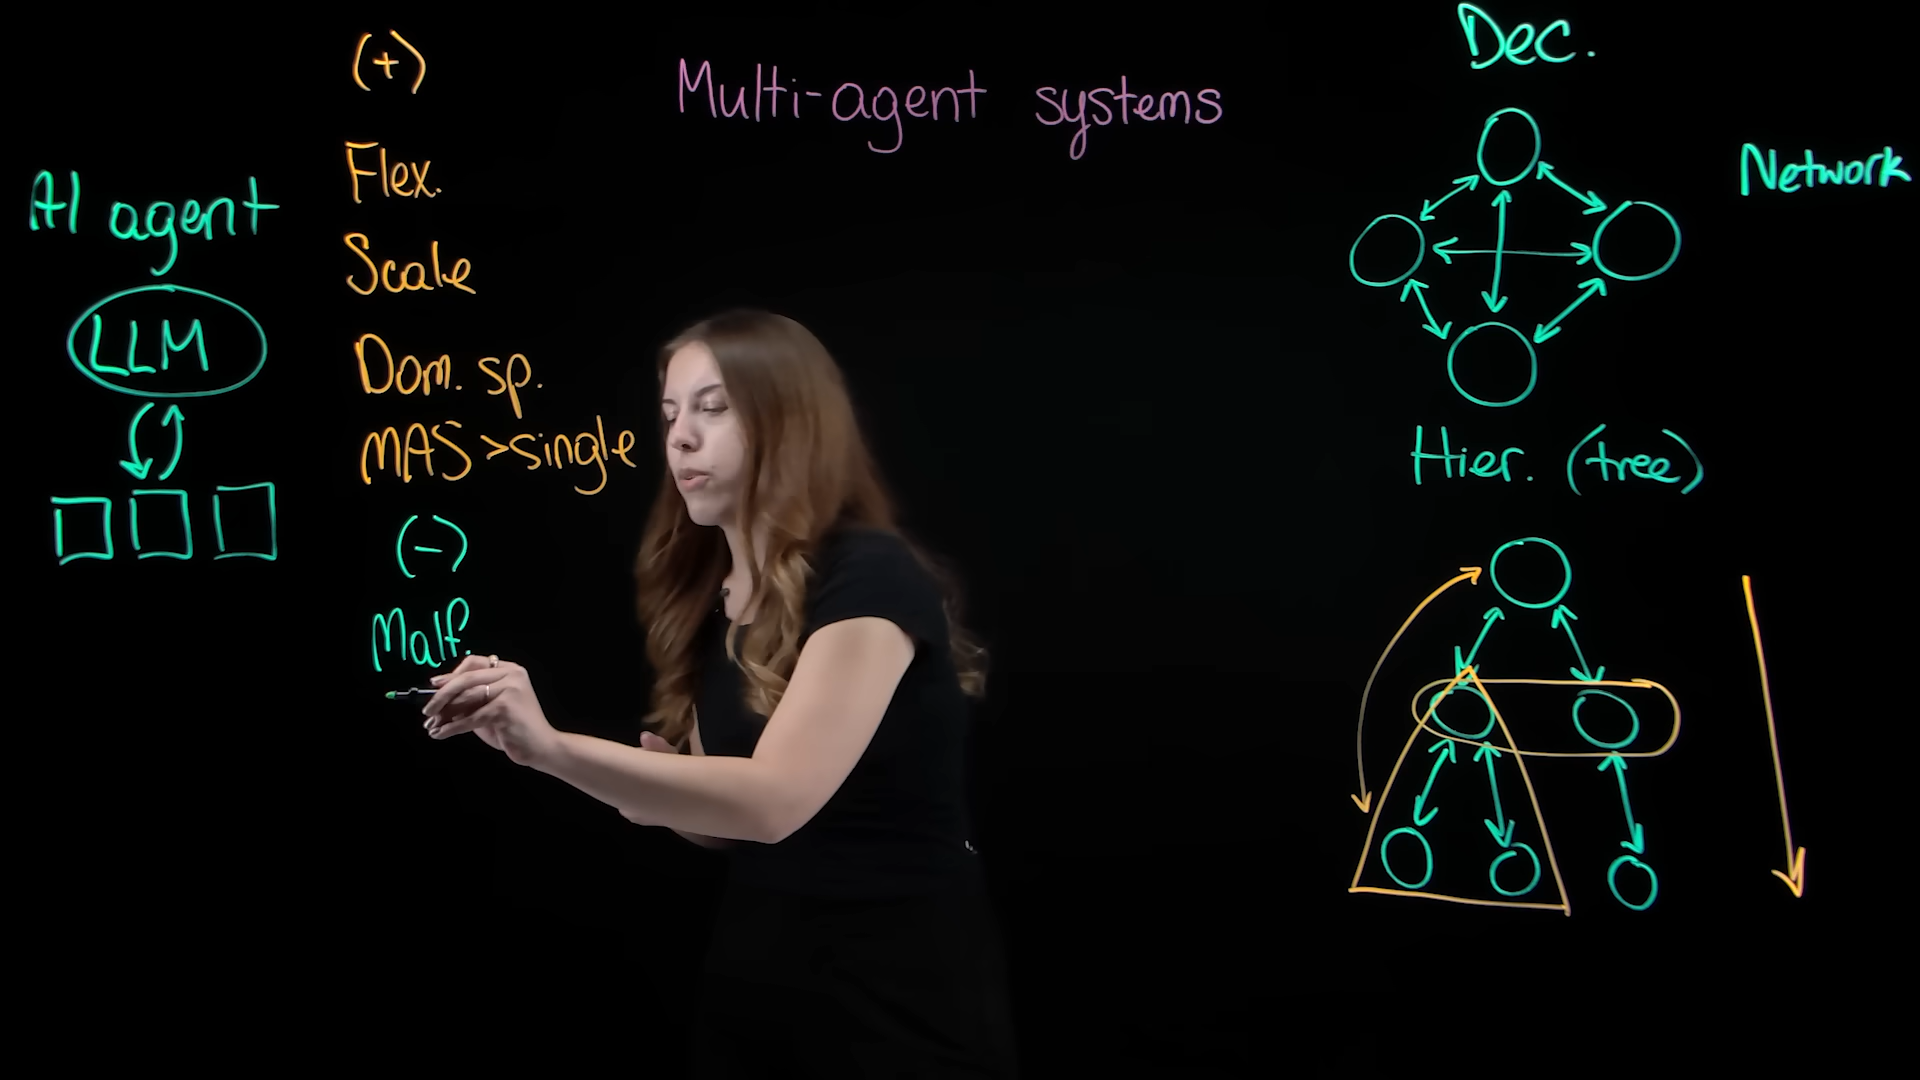 Multi-agent systems
AI agent
LLM
(+)
Flex.
Scale
Dom. sp.
MAS > single
(-)
Malf.
Dec.
Network
Hier. (tree)